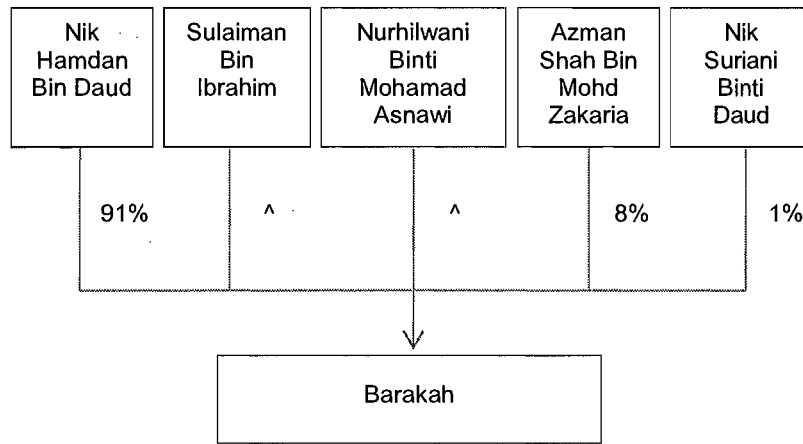 Nik
Hamdan
Bin Daud
Sulaiman
Bin
Ibrahim
Nurhilwani
Binti
Mohamad
Asnawi
Azman
Shah Bin
Mohd
Zakaria
Nik
Suriani
Binti
Daud
91%
^
^
8%
1%
Barakah